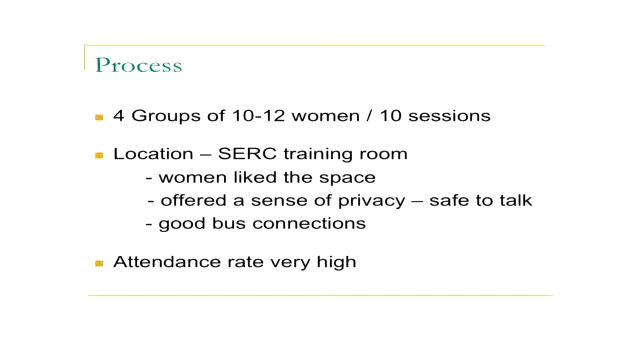 Process
4 Groups of 10-12 women / 10 sessions
Location – SERC training room
- women liked the space
- offered a sense of privacy – safe to talk
- good bus connections
Attendance rate very high